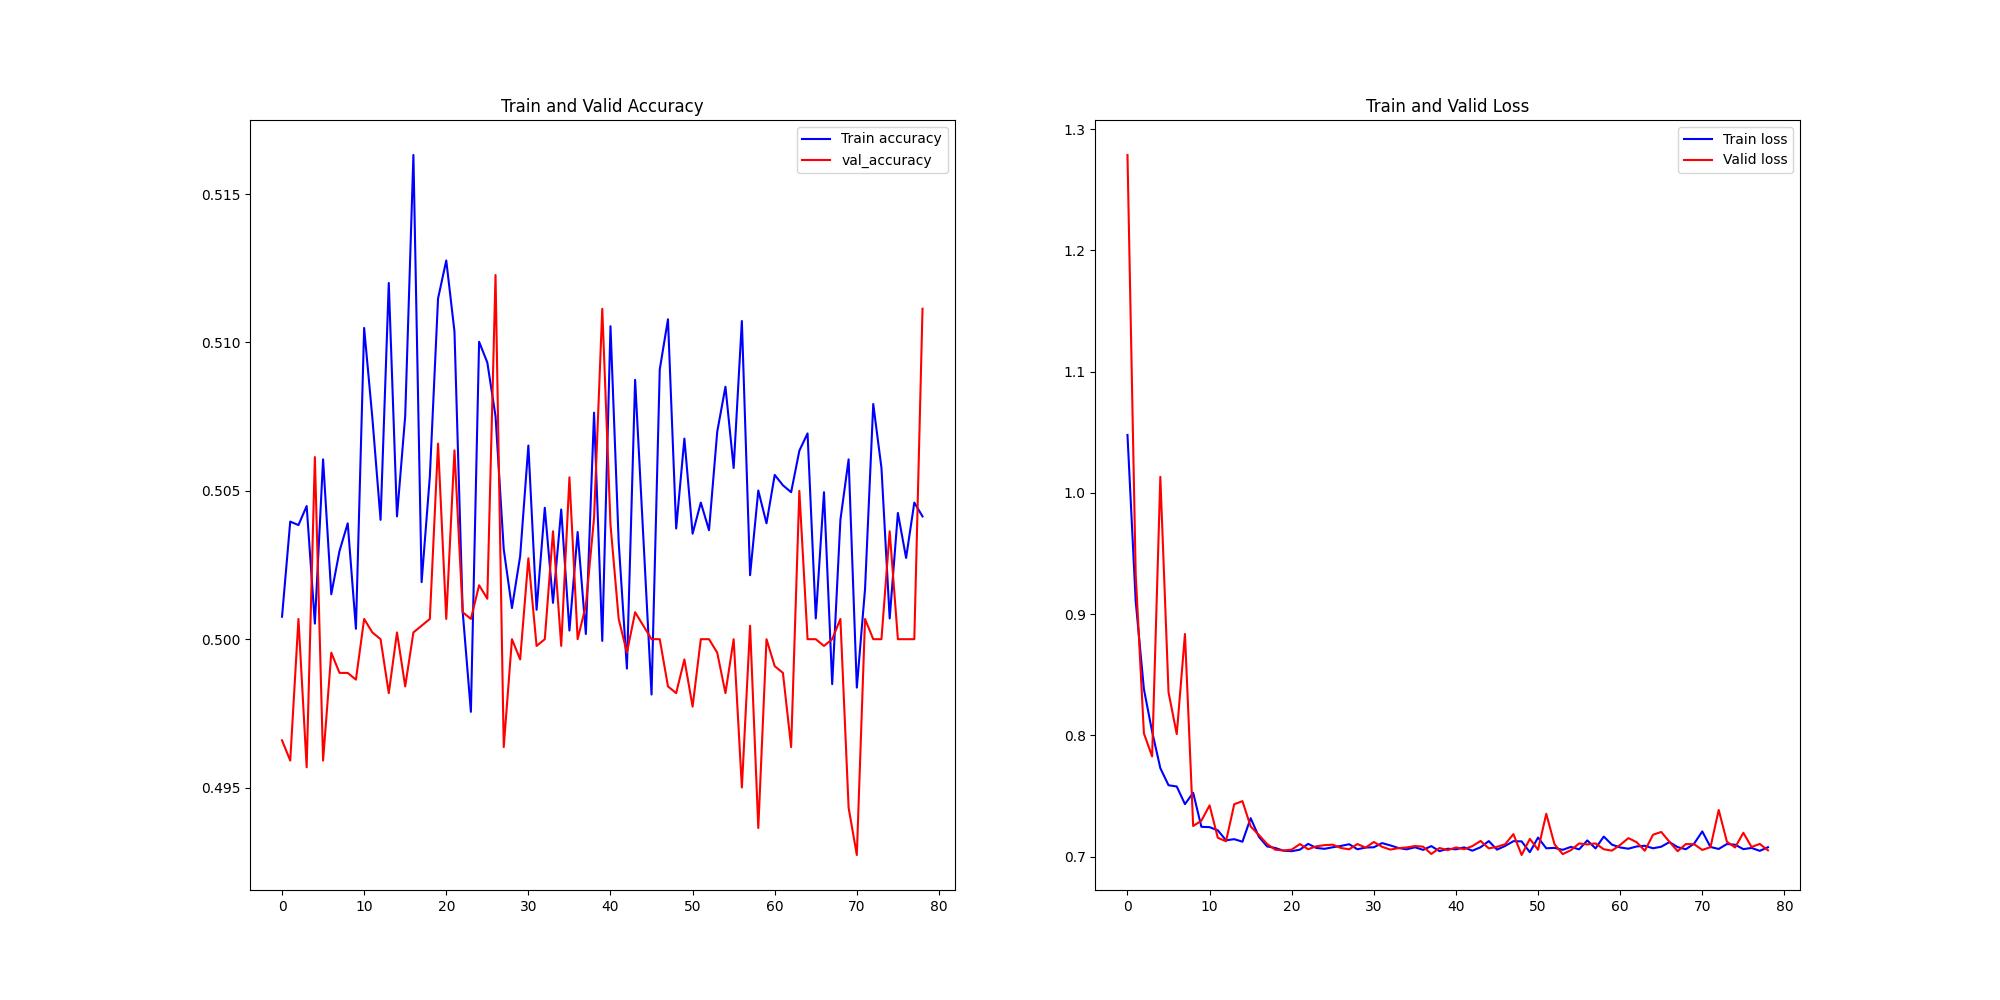 Train and Valid Accuracy
Train accuracy
val_accuracy
0.515
0.510
0.505
0.500
0.495
0 10 20 30 40 50 60 70 80
Train and Valid Loss
Train loss
Valid loss
1.3
1.2
1.1
1.0
0.9
0.8
0.7
0 10 20 30 40 50 60 70 80